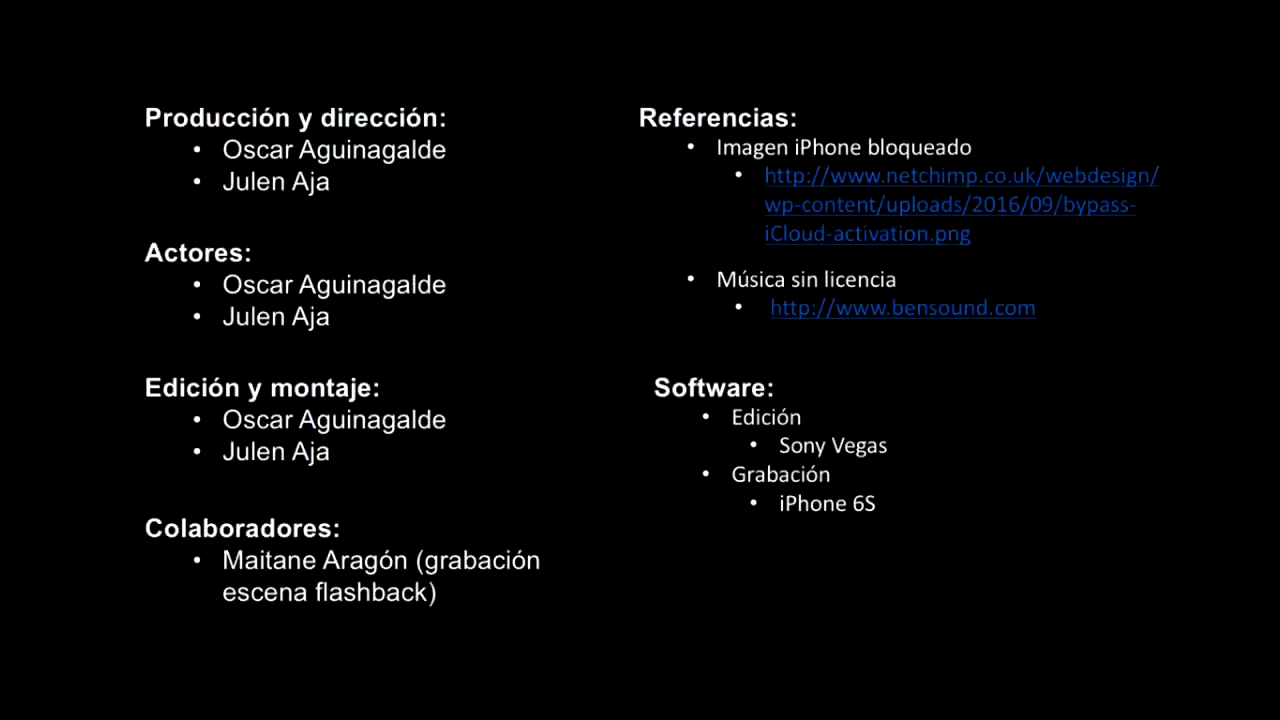 Producción y dirección:
• Oscar Aguinagalde
• Julen Aja
Actores:
• Oscar Aguinagalde
• Julen Aja
Edición y montaje:
• Oscar Aguinagalde
• Julen Aja
Colaboradores:
• Maitane Aragón (grabación
escena flashback)
Referencias:
• Imagen iPhone bloqueado
• http://www.netchimp.co.uk/webdesign/
wp-content/uploads/2016/09/bypass-
iCloud-activation.png
• Música sin licencia
• http://www.bensound.com
Software:
• Edición
• Sony Vegas
• Grabación
• iPhone 6S